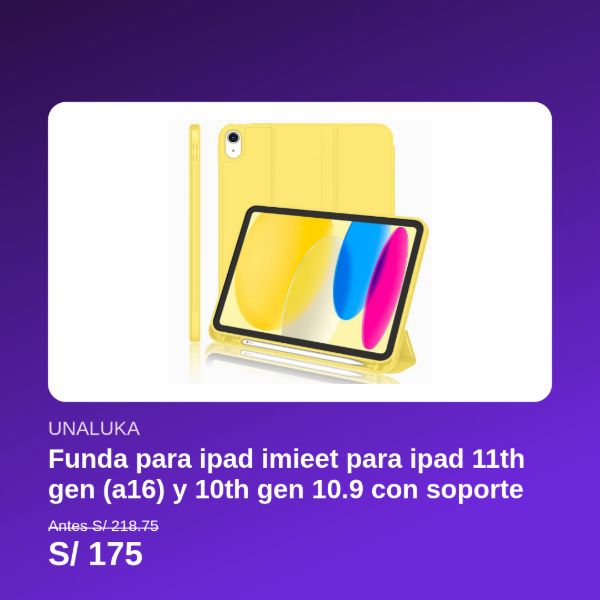 UNALUKA
Funda para ipad imieet para ipad 11th
gen (a16) y 10th gen 10.9 con soporte
Antes S/ 218.75
S/ 175